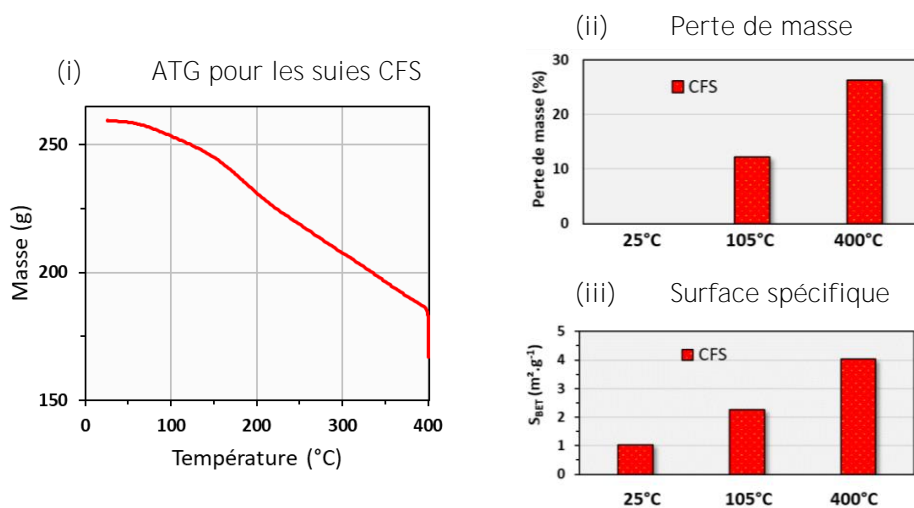 (i) ATG pour les suies CFS
Masse (g)
250
200
150
0 100 200 300 400
Température (°C)
(ii) Perte de masse
CFS
Perte de masse (%)
30
20
10
0
25°C 105°C 400°C
(iii) Surface spécifique
CFS
S_BET (m².g⁻¹)
5
4
3
2
1
0
25°C 105°C 400°C